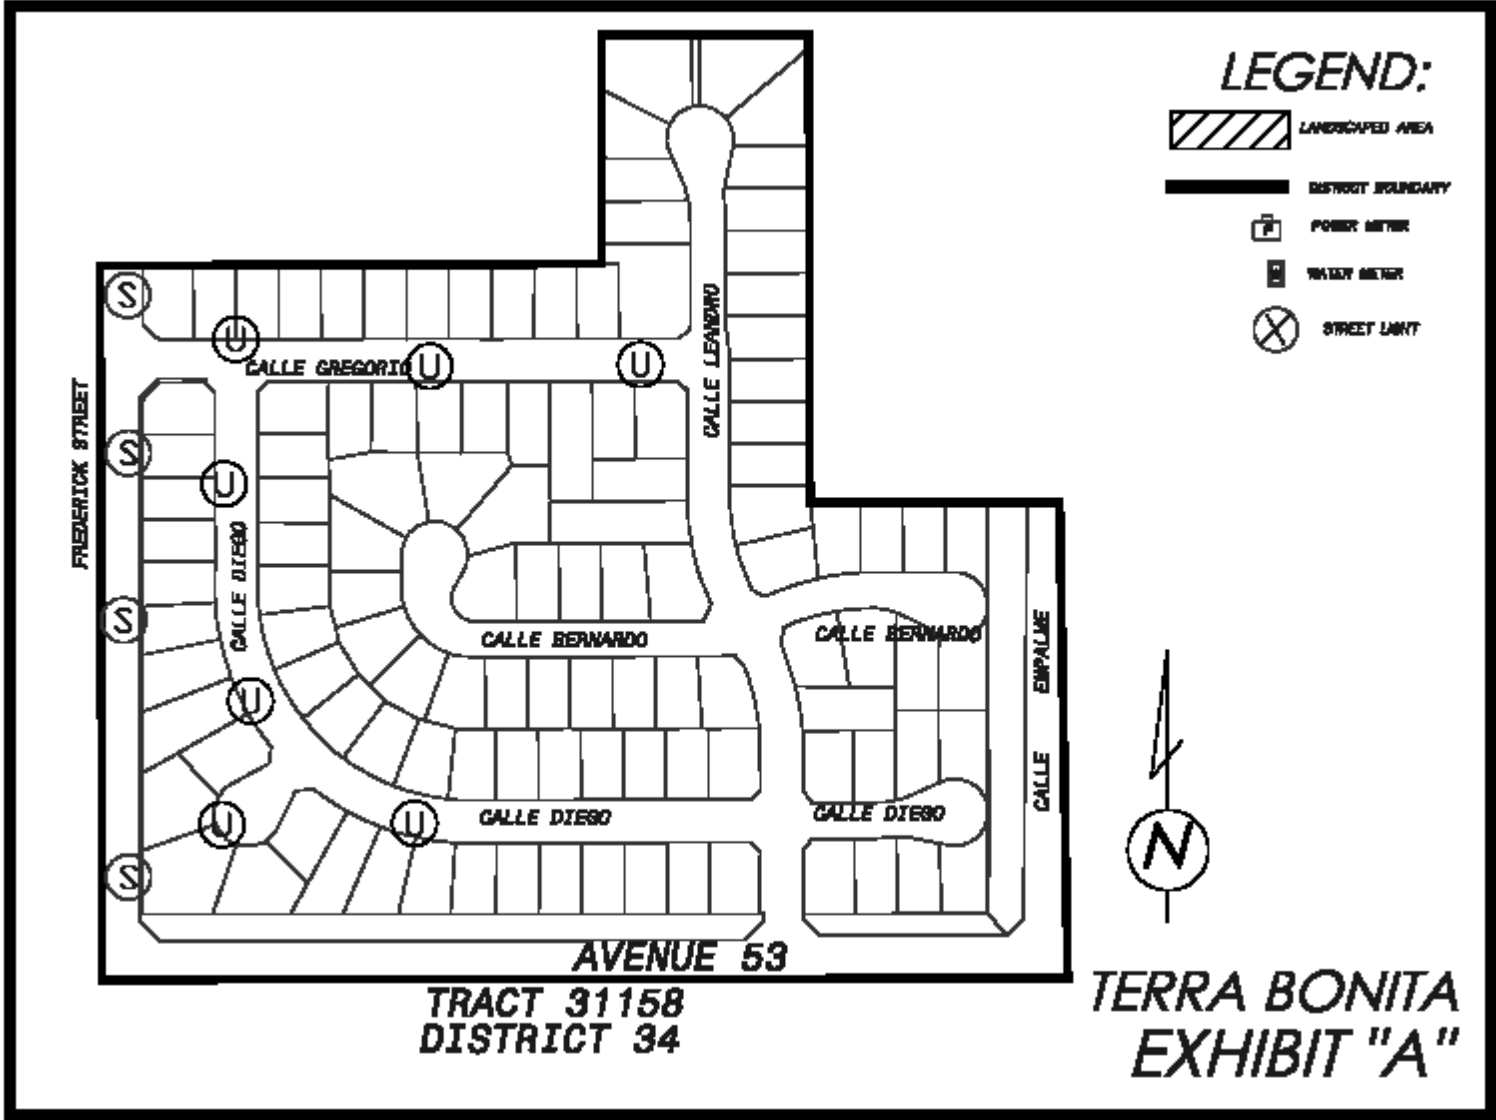 LEGEND:
LANDSCAPED AREA
DISTRICT BOUNDARY
POWER METER
P
WATER METER
X
STREET LIGHT
S
U
CALLE GREGORIO
U
U
CALLE LEANDRO
FREDERICK STREET
S
U
CALLE DIEGO
S
CALLE BERNARDO
CALLE BERNARDO
CALLE EMPALME
U
U
U
CALLE DIEGO
CALLE DIEGO
S
N
AVENUE 53
TRACT 31158
DISTRICT 34
TERRA BONITA
EXHIBIT "A"